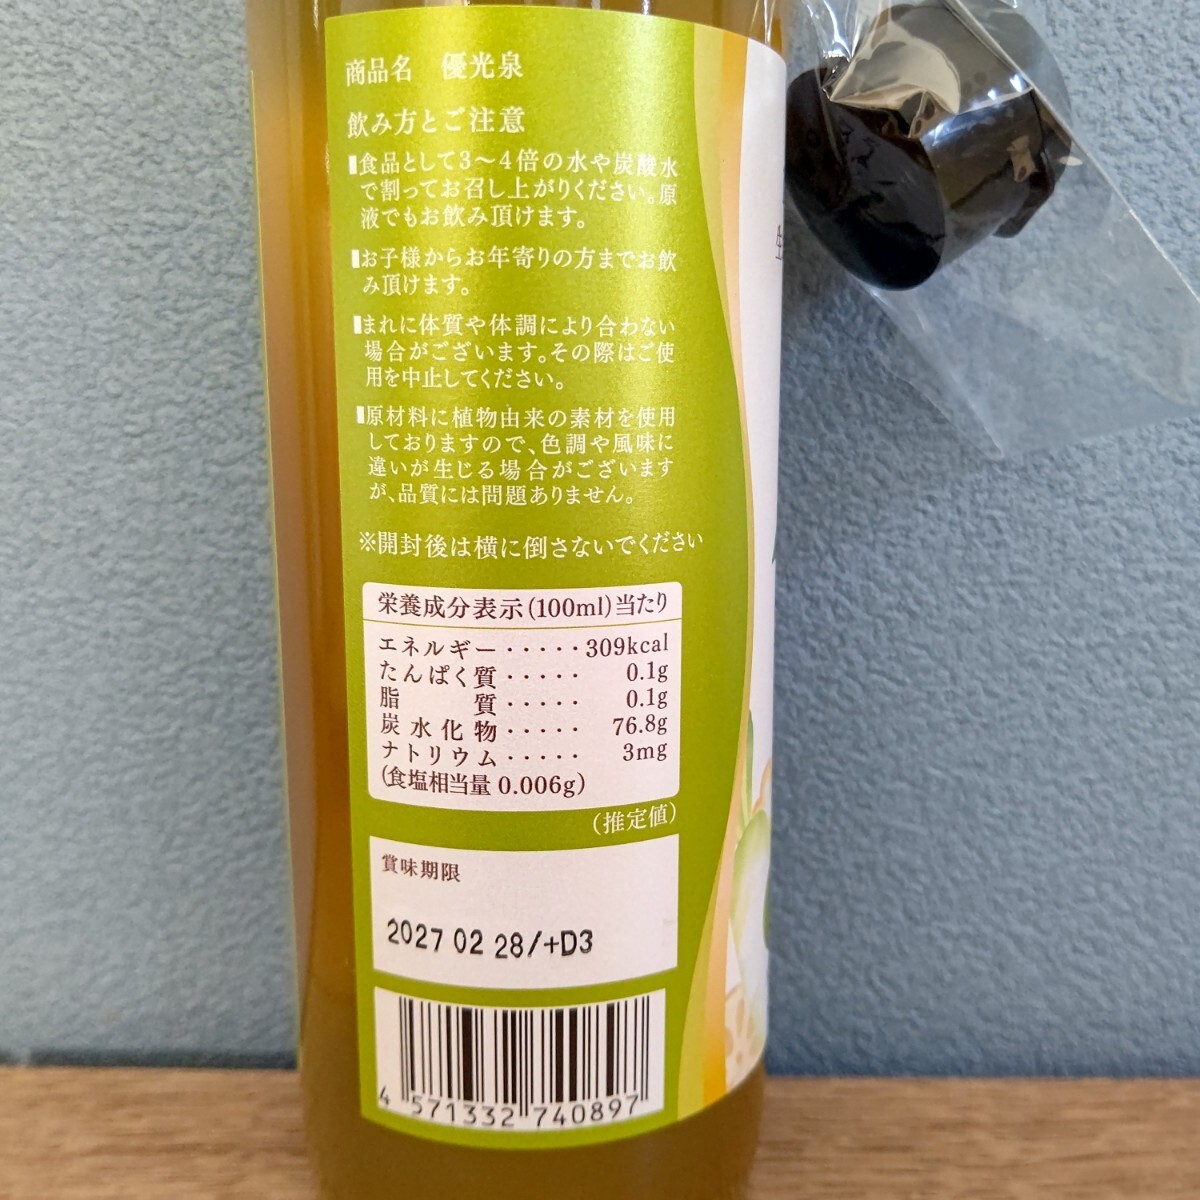 商品名　優光泉
飲み方とご注意
▮食品として3～4倍の水や炭酸水
で割ってお召し上がりください。原
液でもお飲み頂けます。
▮お子様からお年寄りの方までお飲
み頂けます。
▮まれに体質や体調により合わない
場合がございます。その際はご使
用を中止してください。
▮原材料に植物由来の素材を使用
しておりますので、色調や風味に
違いが生じる場合がございます
が、品質には問題ありません。
※開封後は横に倒さないでください
栄養成分表示(100ml)当たり
エネルギー・・・・・309kcal
たんぱく質・・・・・0.1g
脂　　質・・・・・0.1g
炭水化物・・・・・76.8g
ナトリウム・・・・・3mg
(食塩相当量 0.006g)
(推定値)
賞味期限
2027 02 28/+D3
4 571332 740897